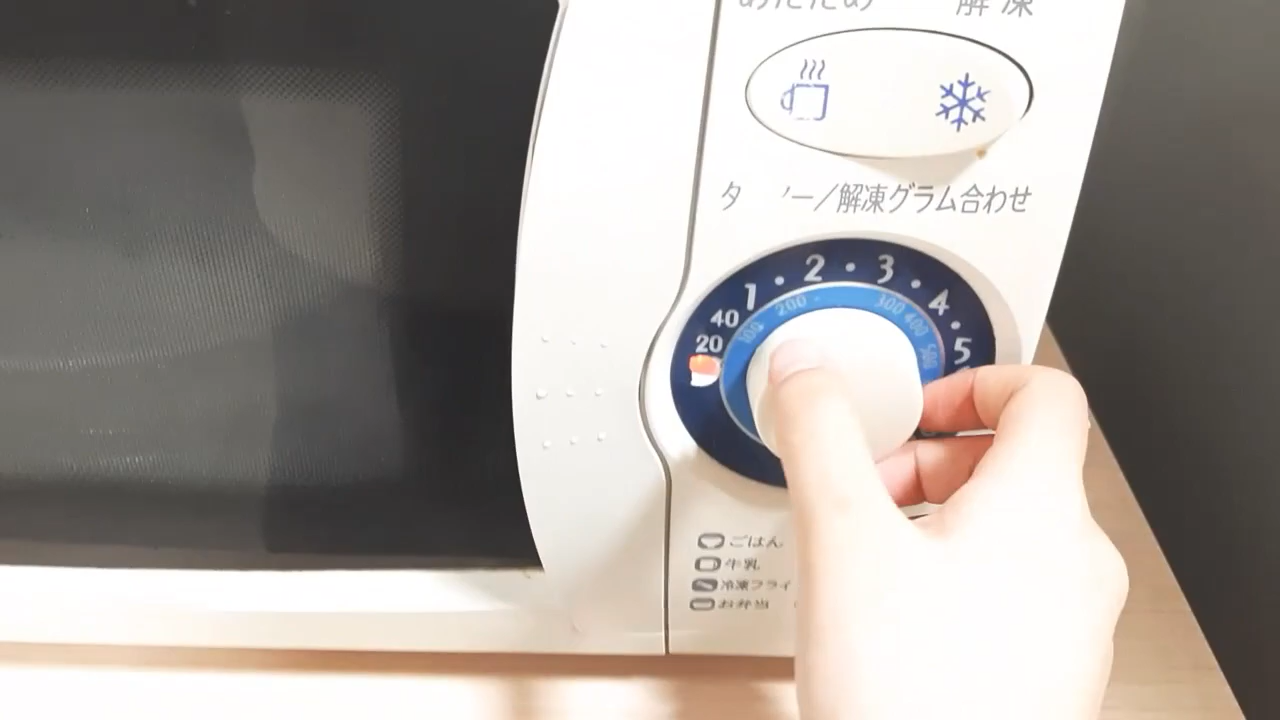 解凍
タ ー/解凍グラム合わせ
20 40 1 • 2 • 3 • 4 • 5
100 200 • 300 400 500
ごはん
牛乳
冷凍フライ
お弁当